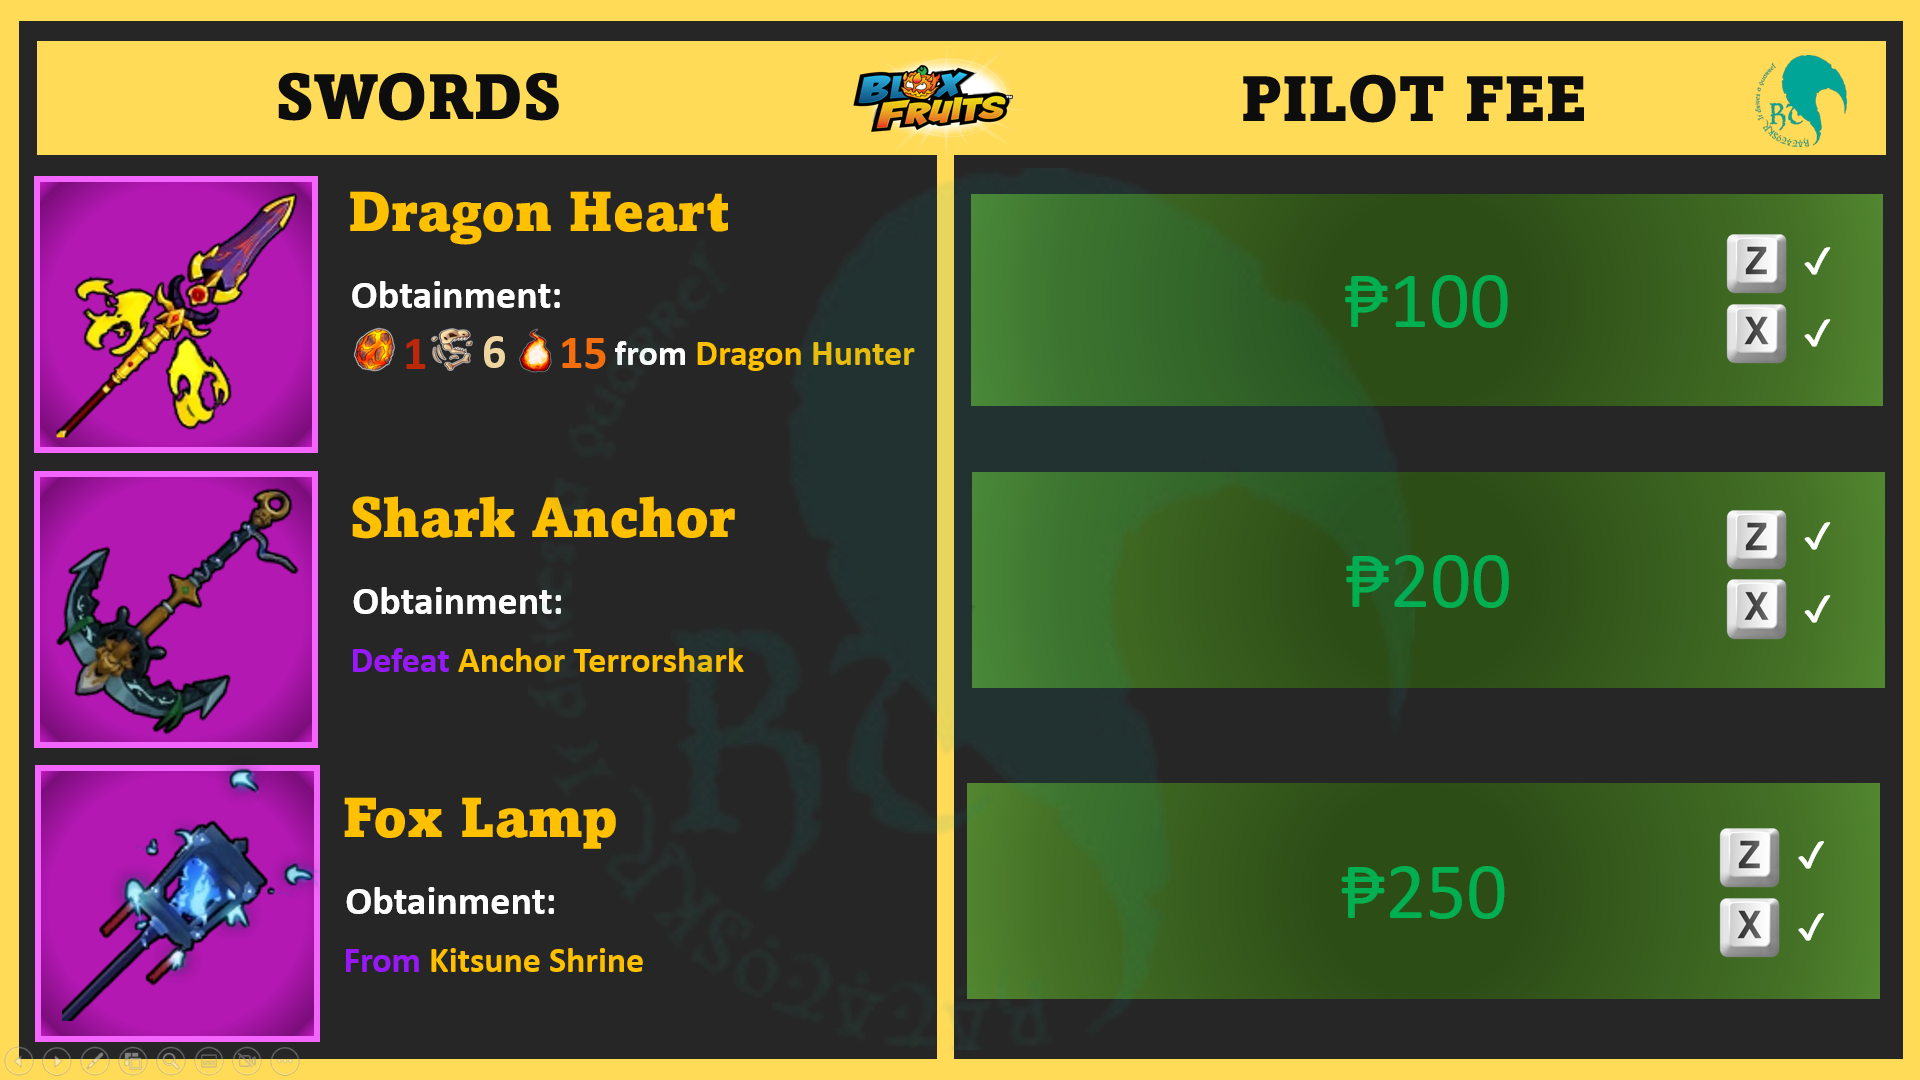 SWORDS
BLOX
FRUITS
PILOT FEE
RC
Dragon Heart
Obtainment:
1 6 15 from Dragon Hunter
₱100
Z ✓
X ✓
Shark Anchor
Obtainment:
Defeat Anchor Terrorshark
₱200
Z ✓
X ✓
Fox Lamp
Obtainment:
From Kitsune Shrine
₱250
Z ✓
X ✓